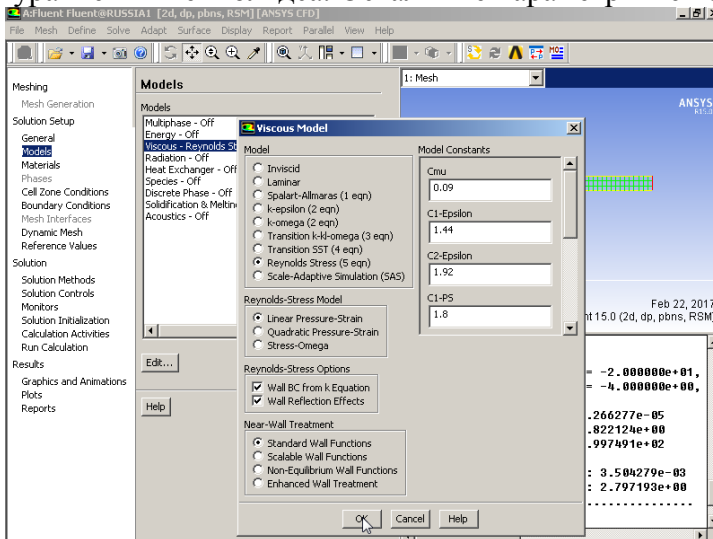 A:Fluent Fluent@RUSSIA1 [2d, dp, pbns, RSM] [ANSYS CFD]
File Mesh Define Solve Adapt Surface Display Report Parallel View Help
Meshing
Mesh Generation
Solution Setup
General
Models
Materials
Phases
Cell Zone Conditions
Boundary Conditions
Mesh Interfaces
Dynamic Mesh
Reference Values
Solution
Solution Methods
Solution Controls
Monitors
Solution Initialization
Calculation Activities
Run Calculation
Results
Graphics and Animations
Plots
Reports
Models
Models
Multiphase - Off
Energy - Off
Viscous - Reynolds St
Radiation - Off
Heat Exchanger - Off
Species - Off
Discrete Phase - Off
Solidification & Meltin
Acoustics - Off
Edit...
Help
Viscous Model
Model
Inviscid
Laminar
Spalart-Allmaras (1 eqn)
k-epsilon (2 eqn)
k-omega (2 eqn)
Transition k-kl-omega (3 eqn)
Transition SST (4 eqn)
Reynolds Stress (5 eqn)
Scale-Adaptive Simulation (SAS)
Reynolds-Stress Model
Linear Pressure-Strain
Quadratic Pressure-Strain
Stress-Omega
Reynolds-Stress Options
Wall BC from k Equation
Wall Reflection Effects
Near-Wall Treatment
Standard Wall Functions
Scalable Wall Functions
Non-Equilibrium Wall Functions
Enhanced Wall Treatment
Model Constants
Cmu
0.09
C1-Epsilon
1.44
C2-Epsilon
1.92
C1-PS
1.8
OK Cancel Help
1: Mesh
ANSYS
R15.0
Feb 22, 2017
nt 15.0 (2d, dp, pbns, RSM)
= -2.000000e+01,
= -4.000000e+00,
.266277e-05
.822124e+00
.997491e+02
: 3.504279e-03
: 2.797193e+00